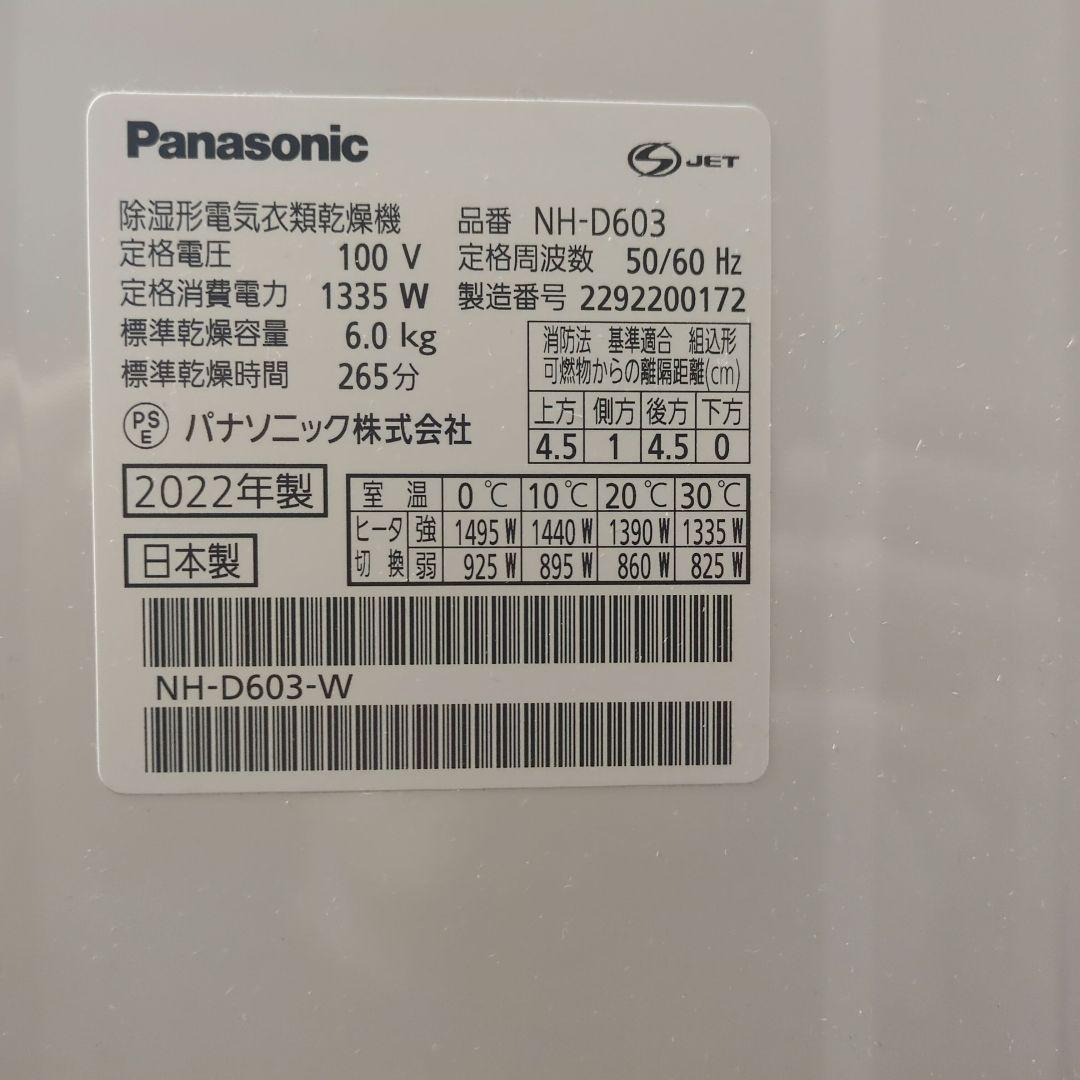 Panasonic
JET
除湿形電気衣類乾燥機 品番 NH-D603
定格電圧 100 V 定格周波数 50/60 Hz
定格消費電力 1335 W 製造番号 2292200172
標準乾燥容量 6.0 kg
標準乾燥時間 265分
消防法 基準適合 組込形
可燃物からの離隔距離(cm)
上方 側方 後方 下方
4.5 1 4.5 0
PSE パナソニック株式会社
2022年製
日本製
室温 0℃ 10℃ 20℃ 30℃
ヒータ 強 1495 W 1440 W 1390 W 1335 W
切換 弱 925 W 895 W 860 W 825 W
NH-D603-W